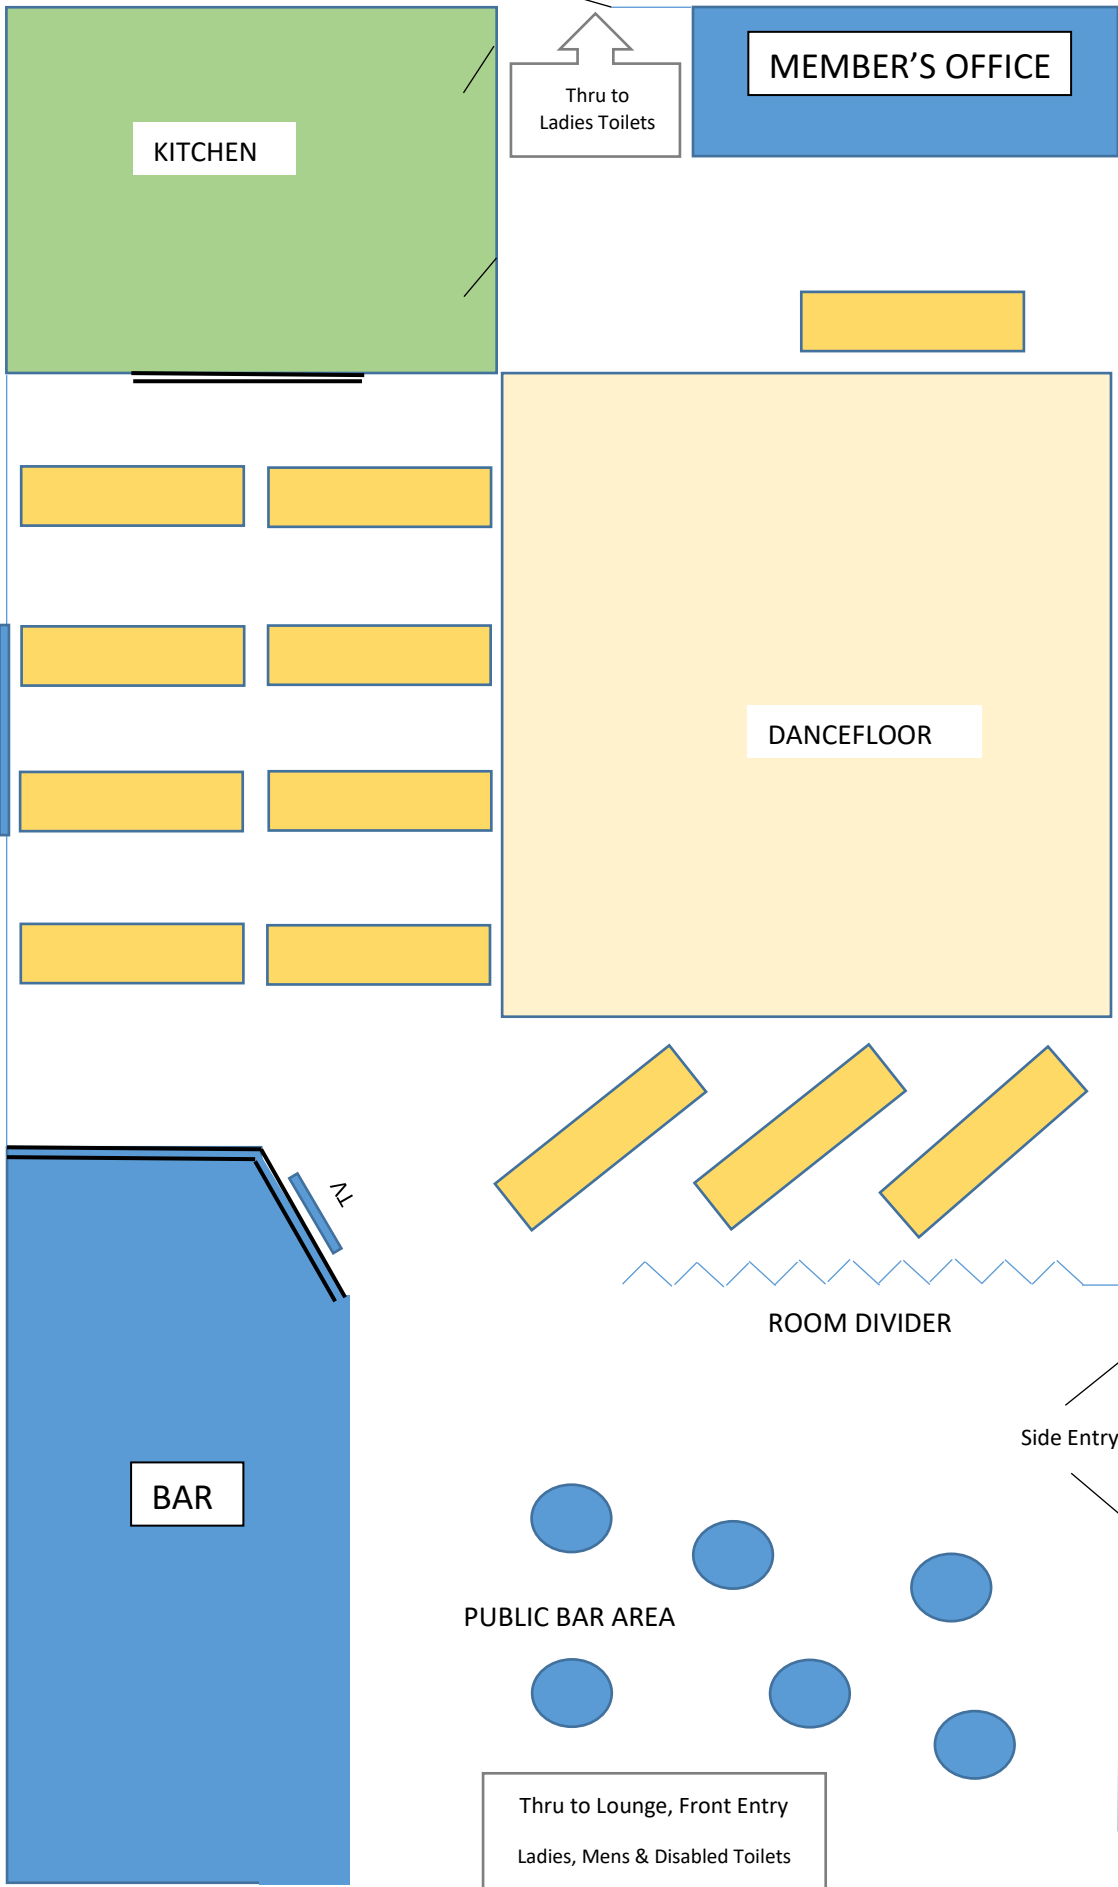 MEMBER'S OFFICE
Thru to
Ladies Toilets
KITCHEN
DANCEFLOOR
TV
ROOM DIVIDER
Side Entry
BAR
PUBLIC BAR AREA
Thru to Lounge, Front Entry
Ladies, Mens & Disabled Toilets